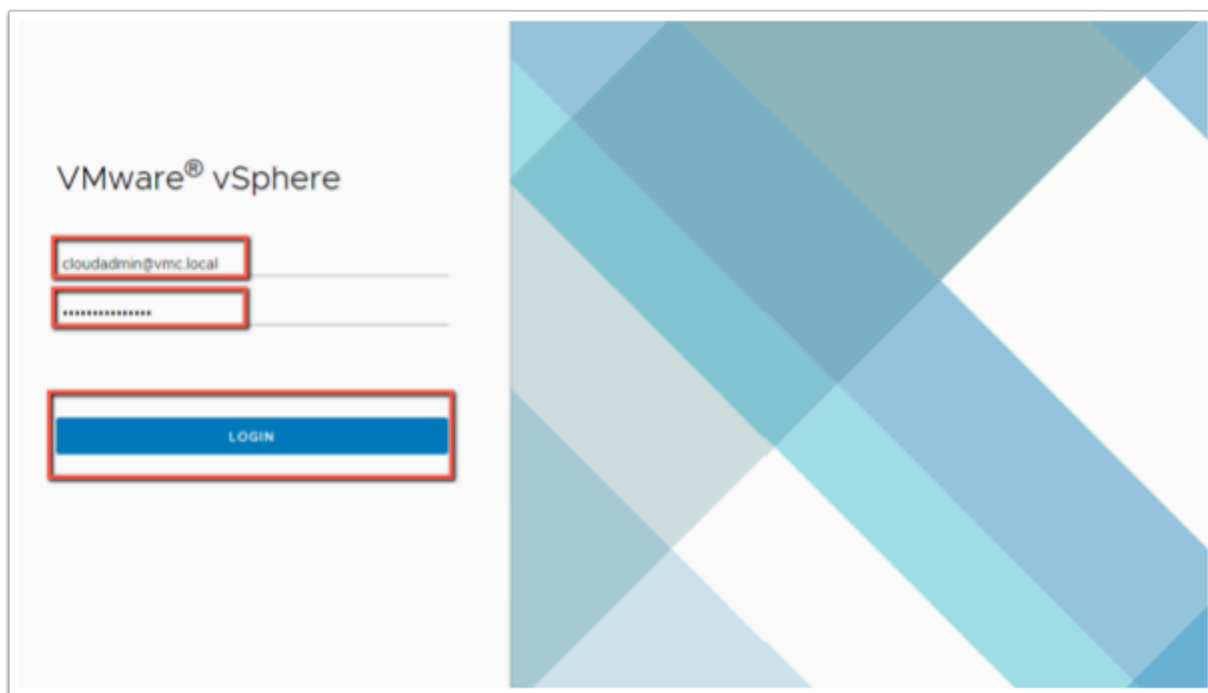 VMware® vSphere
cloudadmin@vmc.local
•••••••••••••••
LOGIN